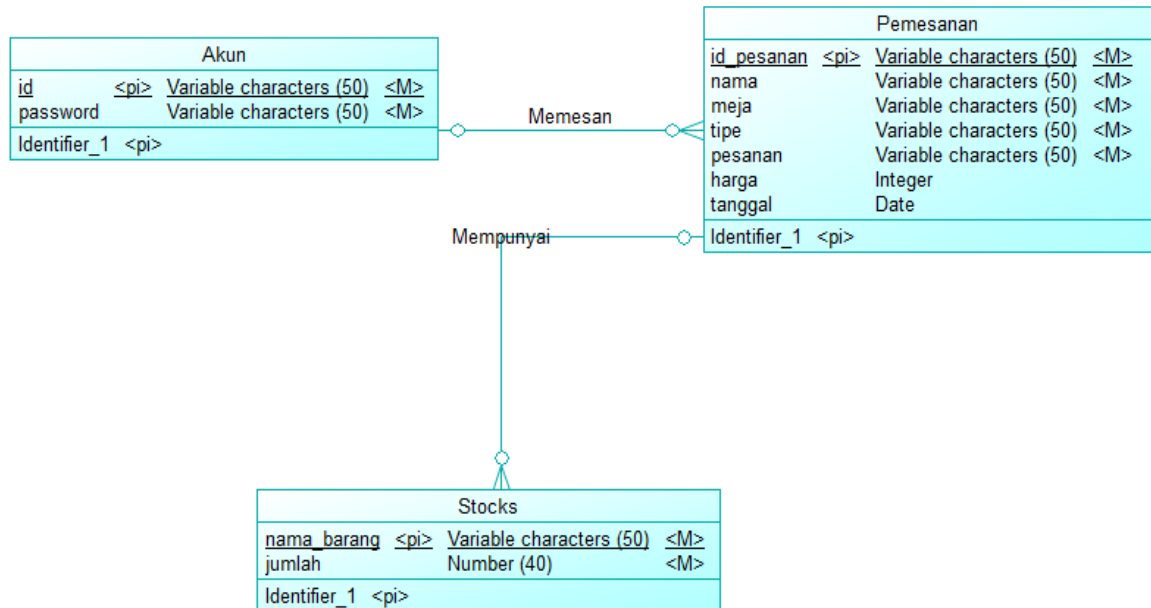 Akun
id <pi> Variable characters (50) <M>
password Variable characters (50) <M>
Identifier_1 <pi>
Memesan
Pemesanan
id_pesanan <pi> Variable characters (50) <M>
nama Variable characters (50) <M>
meja Variable characters (50) <M>
tipe Variable characters (50) <M>
pesanan Variable characters (50) <M>
harga Integer
tanggal Date
Identifier_1 <pi>
Mempunyai
Stocks
nama_barang <pi> Variable characters (50) <M>
jumlah Number (40) <M>
Identifier_1 <pi>